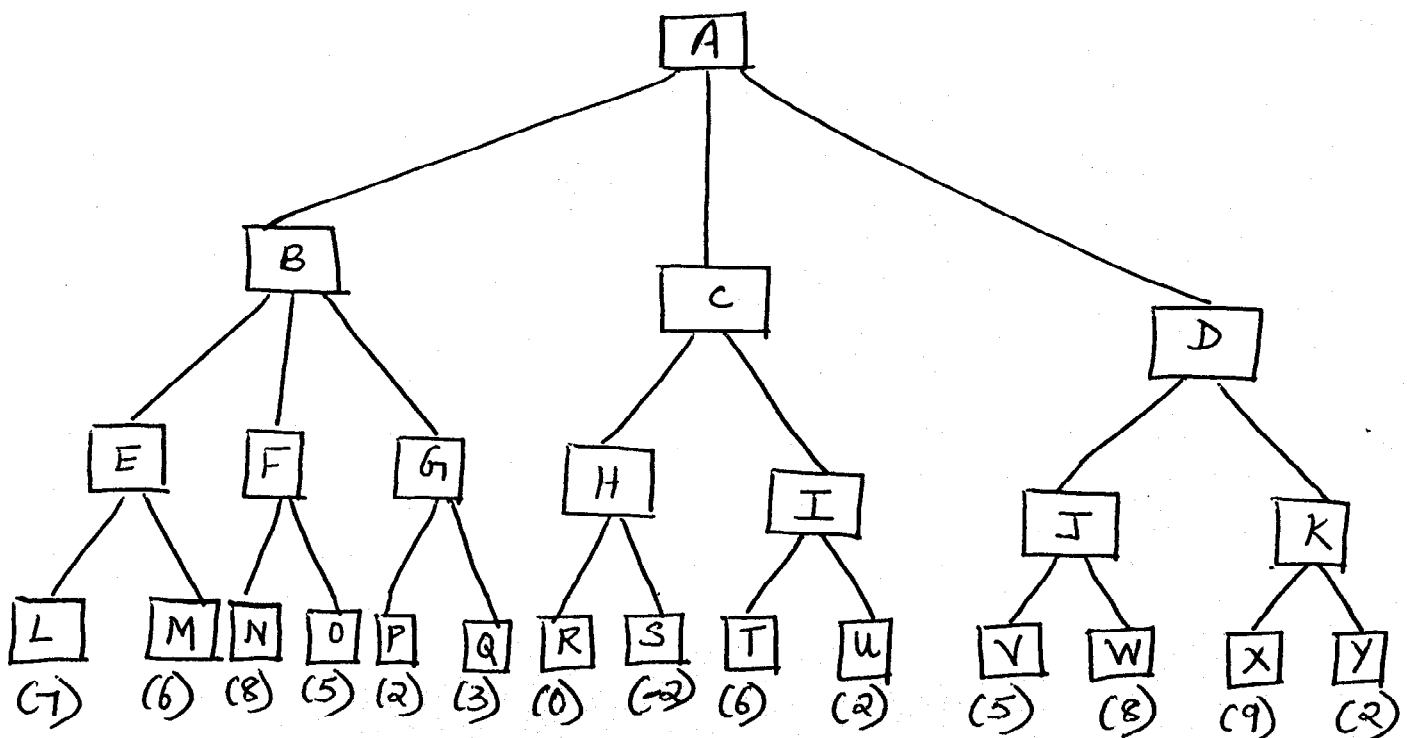 A
B
C
D
E F G H I J K
L M N O P Q R S T U V W X Y
(7) (6) (8) (5) (2) (3) (0) (-2) (6) (2) (5) (8) (9) (2)